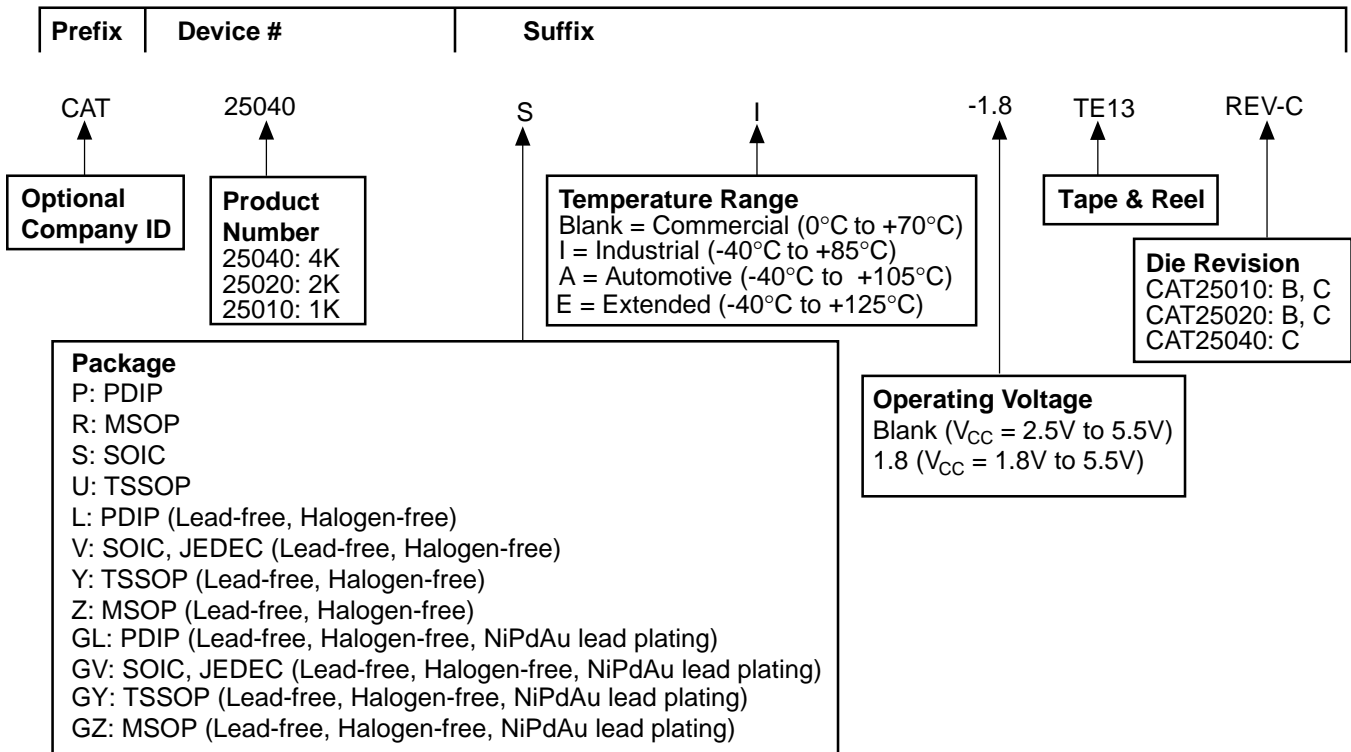 Prefix Device # Suffix
CAT 25040 S I -1.8 TE13 REV-C
Optional
Company ID
Product
Number
25040: 4K
25020: 2K
25010: 1K
Temperature Range
Blank = Commercial (0°C to +70°C)
I = Industrial (-40°C to +85°C)
A = Automotive (-40°C to +105°C)
E = Extended (-40°C to +125°C)
Tape & Reel
Die Revision
CAT25010: B, C
CAT25020: B, C
CAT25040: C
Package
P: PDIP
R: MSOP
S: SOIC
U: TSSOP
L: PDIP (Lead-free, Halogen-free)
V: SOIC, JEDEC (Lead-free, Halogen-free)
Y: TSSOP (Lead-free, Halogen-free)
Z: MSOP (Lead-free, Halogen-free)
GL: PDIP (Lead-free, Halogen-free, NiPdAu lead plating)
GV: SOIC, JEDEC (Lead-free, Halogen-free, NiPdAu lead plating)
GY: TSSOP (Lead-free, Halogen-free, NiPdAu lead plating)
GZ: MSOP (Lead-free, Halogen-free, NiPdAu lead plating)
Operating Voltage
Blank (VCC = 2.5V to 5.5V)
1.8 (VCC = 1.8V to 5.5V)